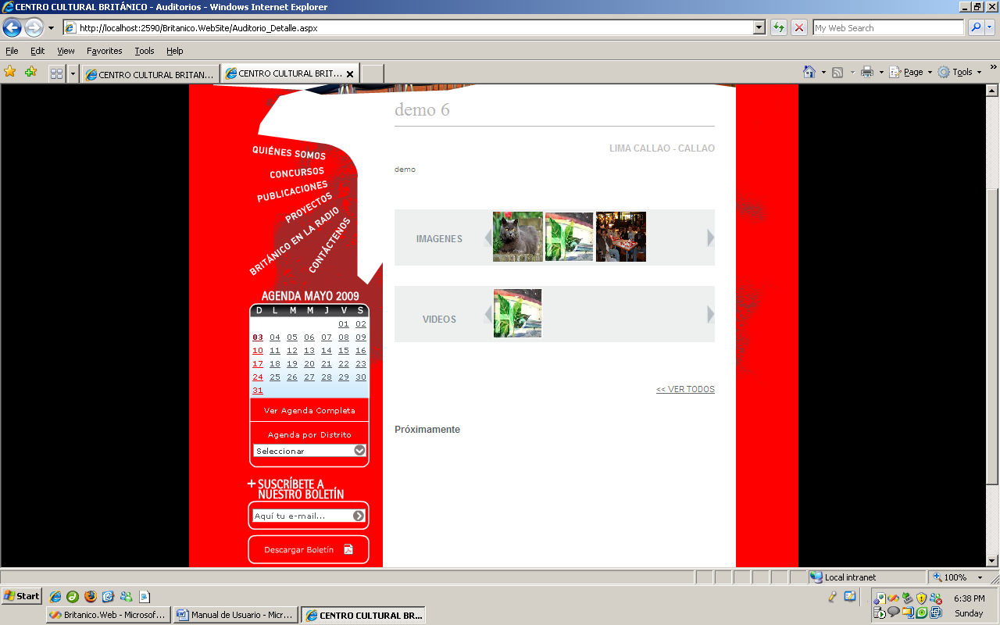 CENTRO CULTURAL BRITÁNICO - Auditorios - Windows Internet Explorer
http://localhost:2590/Britanico.WebSite/Auditorio_Detalle.aspx
My Web Search
File Edit View Favorites Tools Help
CENTRO CULTURAL BRITAN...
CENTRO CULTURAL BRIT...
Page
Tools
demo 6
LIMA CALLAO - CALLAO
demo
IMAGENES
VIDEOS
<< VER TODOS
Próximamente
QUIÉNES SOMOS
CONCURSOS
PUBLICACIONES
PROYECTOS
BRITÁNICO EN LA RADIO
CONTÁCTENOS
AGENDA MAYO 2009
D L M M J V S
01 02
03 04 05 06 07 08 09
10 11 12 13 14 15 16
17 18 19 20 21 22 23
24 25 26 27 28 29 30
31
Ver Agenda Completa
Agenda por Distrito
Seleccionar
+ SUSCRÍBETE A
NUESTRO BOLETÍN
Aquí tu e-mail...
Descargar Boletín
Local intranet
100%
Start
6:38 PM
Sunday
Britanico.Web - Microsof...
Manual de Usuario - Micr...
CENTRO CULTURAL BR...